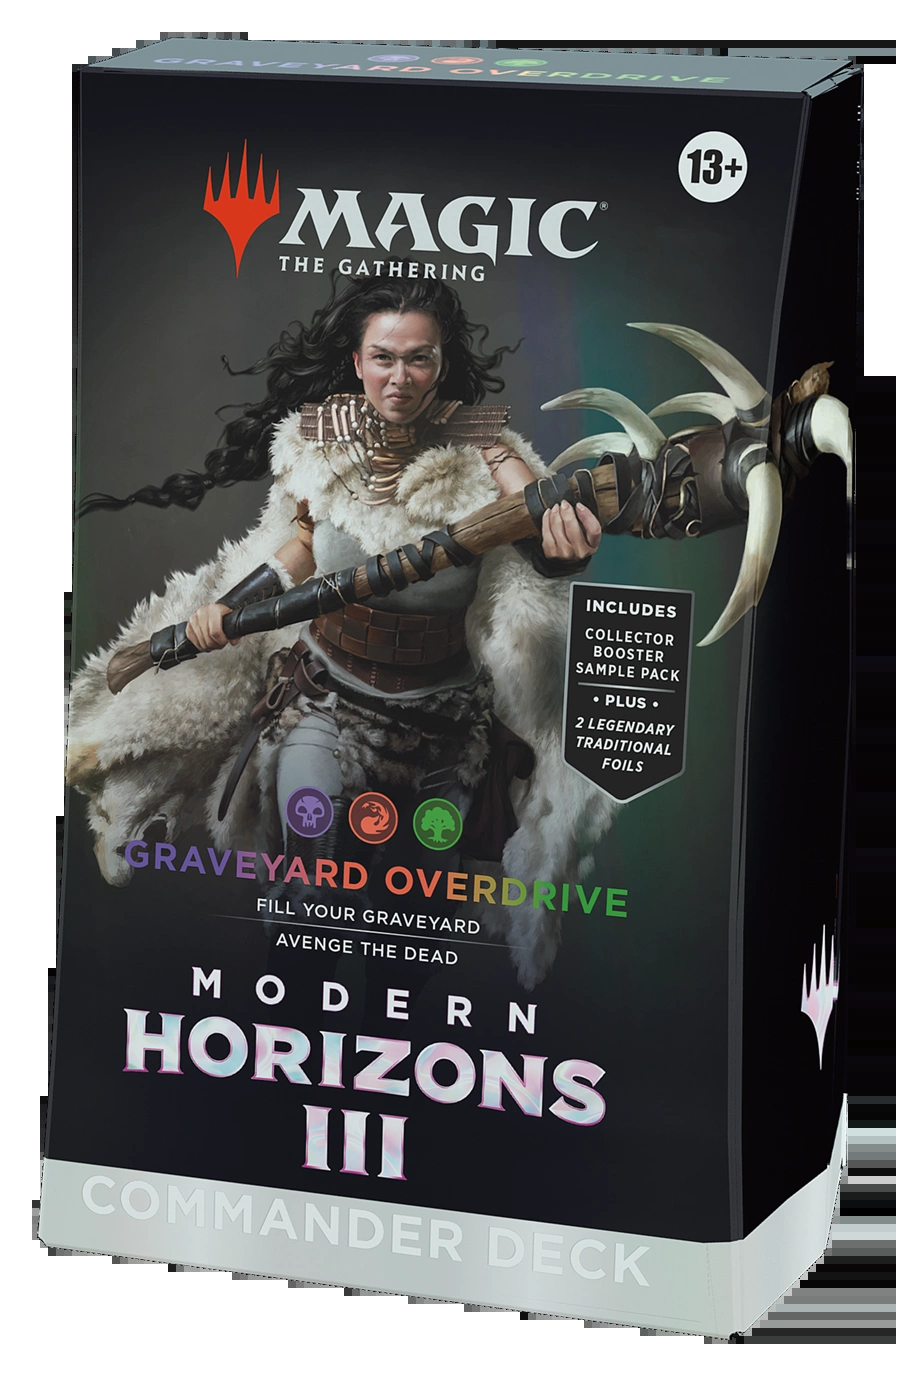 GRAVEYARD OVERDRIVE
13+
MAGIC®
THE GATHERING
INCLUDES
COLLECTOR
BOOSTER
SAMPLE PACK
• PLUS •
2 LEGENDARY
TRADITIONAL
FOILS
GRAVEYARD OVERDRIVE
FILL YOUR GRAVEYARD
AVENGE THE DEAD
MODERN
HORIZONS
III
COMMANDER DECK